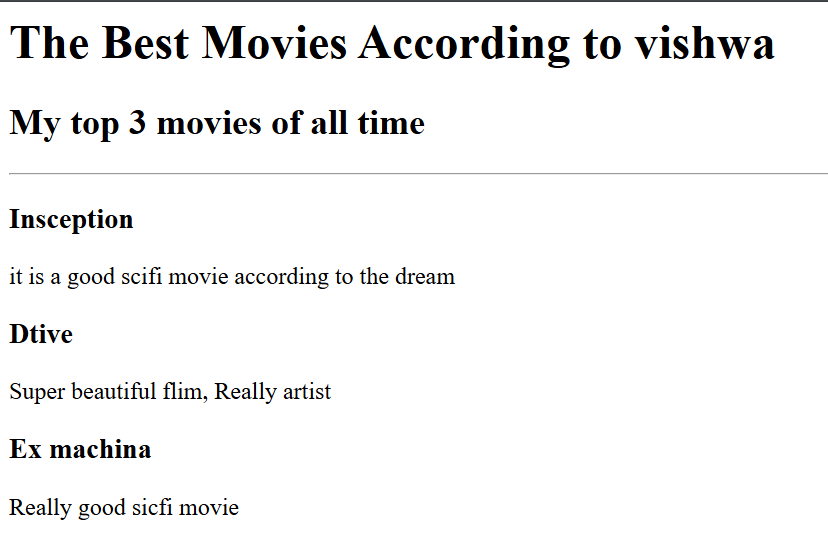 The Best Movies According to vishwa
My top 3 movies of all time
Insception
it is a good scifi movie according to the dream
Dtive
Super beautiful flim, Really artist
Ex machina
Really good sicfi movie